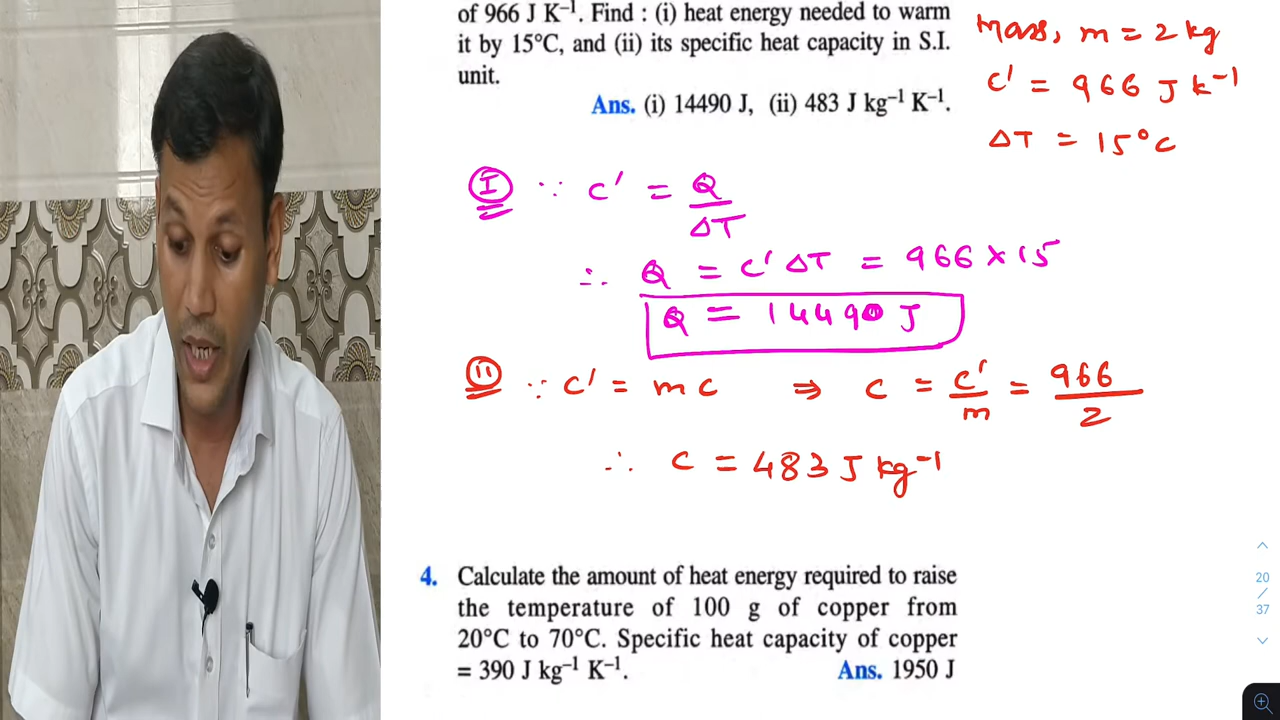 of 966 J K⁻¹. Find : (i) heat energy needed to warm
it by 15°C, and (ii) its specific heat capacity in S.I.
unit.
Ans. (i) 14490 J, (ii) 483 J kg⁻¹ K⁻¹.
Mass, m = 2 kg
c' = 966 J k⁻¹
ΔT = 15°C
I ∵ c' = Q/ΔT
∴ Q = c' ΔT = 966 × 15
Q = 14490 J
ii ∵ c' = mc ⇒ c = c'/m = 966/2
∴ c = 483 J kg⁻¹
4. Calculate the amount of heat energy required to raise
the temperature of 100 g of copper from
20°C to 70°C. Specific heat capacity of copper
= 390 J kg⁻¹ K⁻¹. Ans. 1950 J
20
/
37